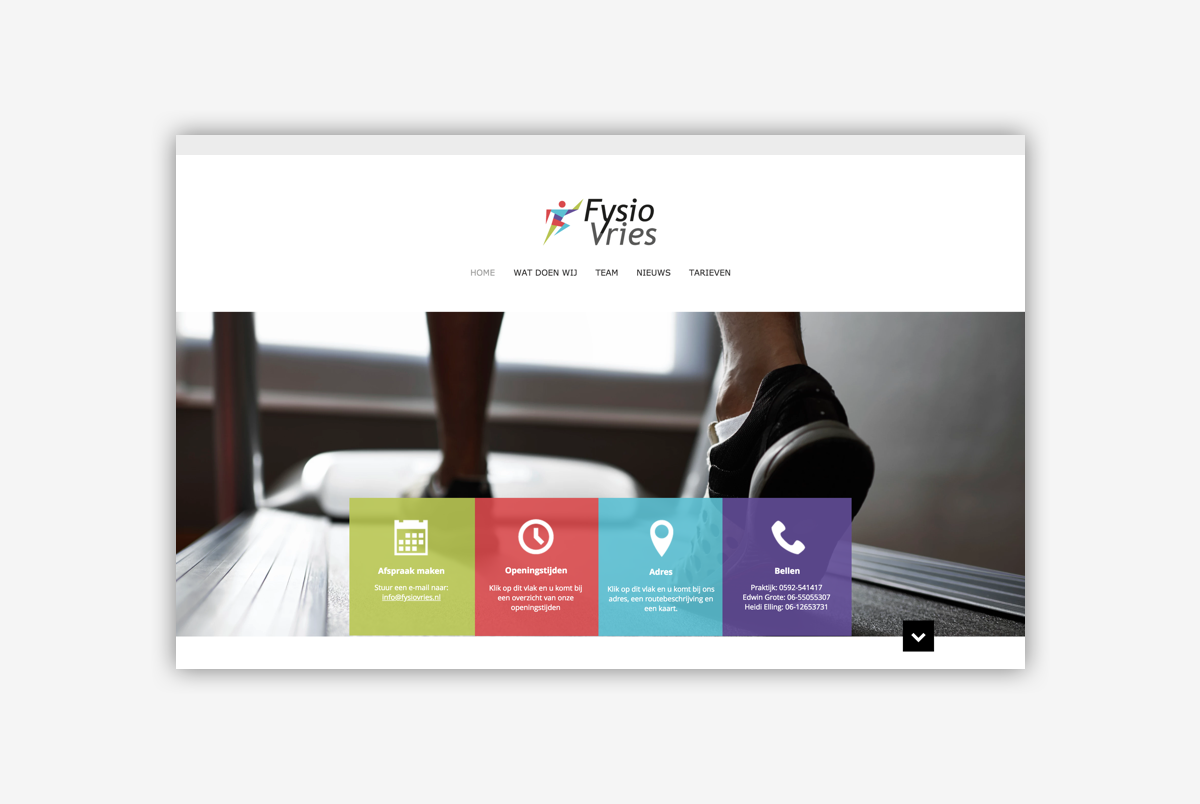 Fysio
Vries
HOME WAT DOEN WIJ TEAM NIEUWS TARIEVEN
Afspraak maken
Stuur een e-mail naar:
info@fysiovries.nl
Openingstijden
Klik op dit vlak en u komt bij
een overzicht van onze
openingstijden
Adres
Klik op dit vlak en u komt bij ons
adres, een routebeschrijving en
een kaart.
Bellen
Praktijk: 0592-541417
Edwin Grote: 06-55055307
Heidi Elling: 06-12653731